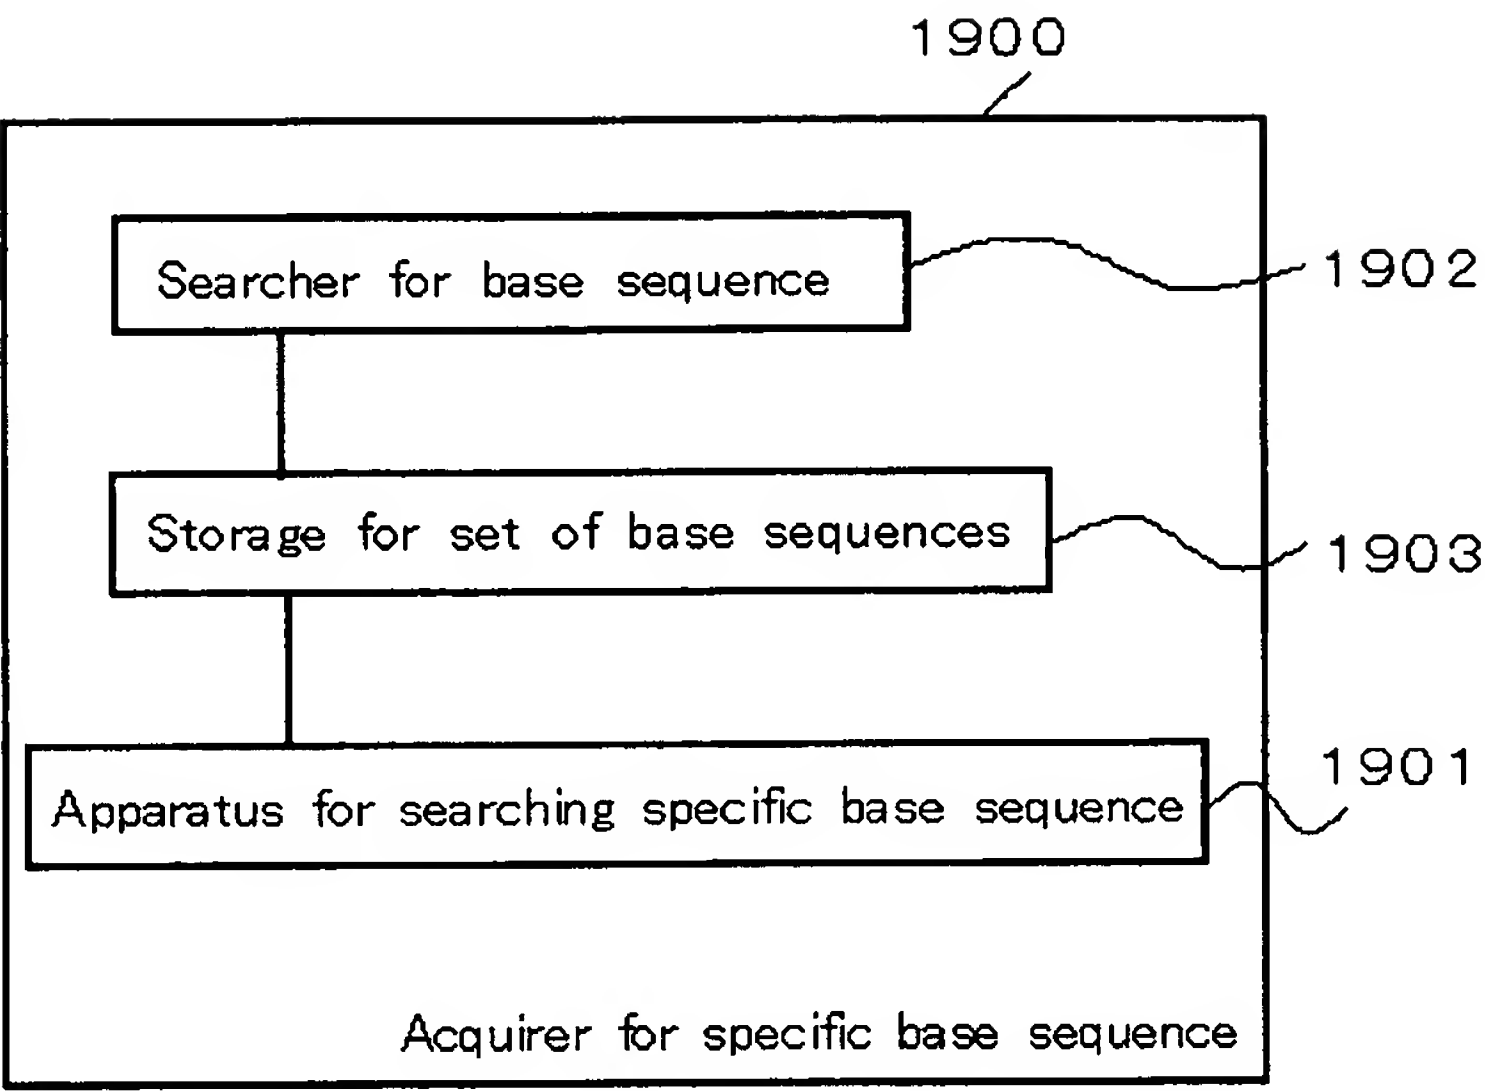 1900
Searcher for base sequence
1902
Storage for set of base sequences
1903
Apparatus for searching specific base sequence
1901
Acquirer for specific base sequence